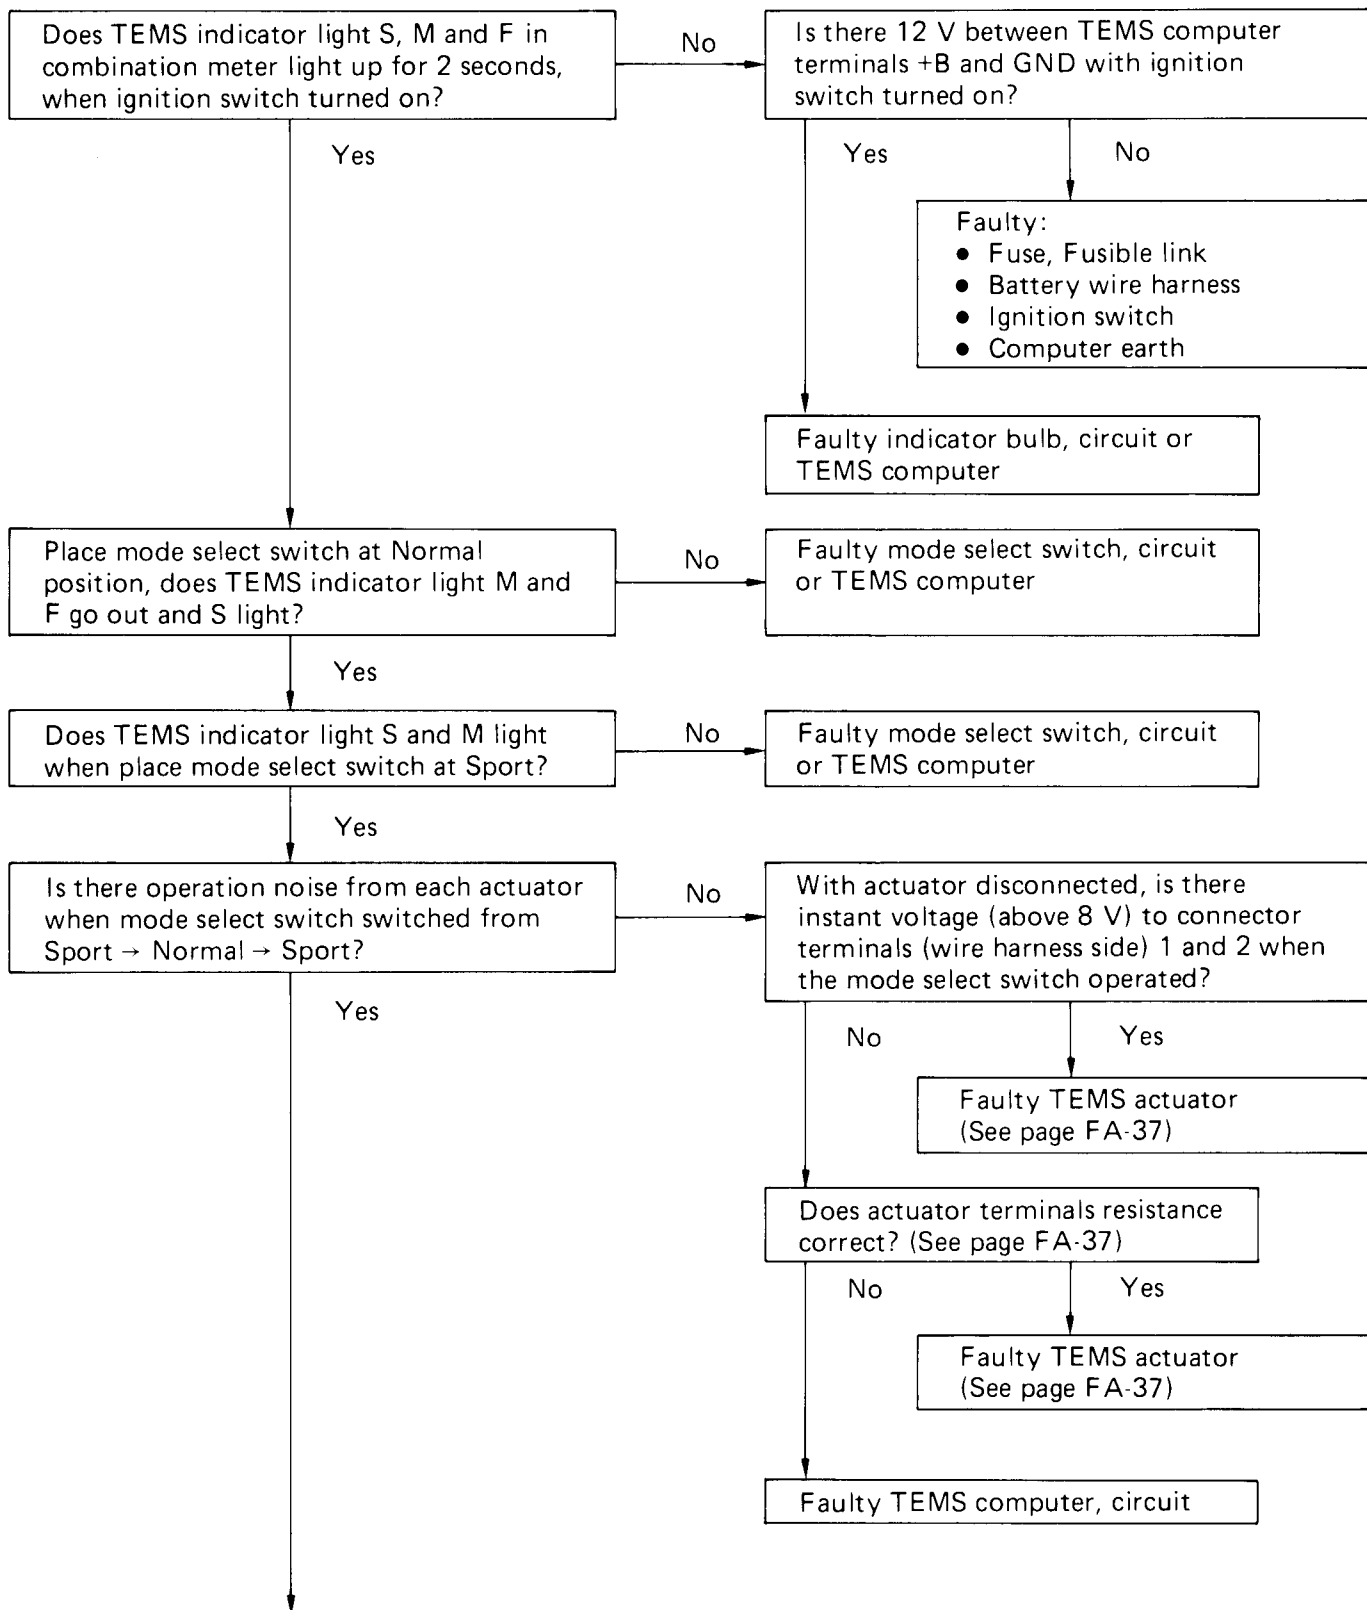 Does TEMS indicator light S, M and F in
combination meter light up for 2 seconds,
when ignition switch turned on?
No
Is there 12 V between TEMS computer
terminals +B and GND with ignition
switch turned on?
Yes
Yes
No
Faulty:
● Fuse, Fusible link
● Battery wire harness
● Ignition switch
● Computer earth
Faulty indicator bulb, circuit or
TEMS computer
Place mode select switch at Normal
position, does TEMS indicator light M and
F go out and S light?
No
Faulty mode select switch, circuit
or TEMS computer
Yes
Does TEMS indicator light S and M light
when place mode select switch at Sport?
No
Faulty mode select switch, circuit
or TEMS computer
Yes
Is there operation noise from each actuator
when mode select switch switched from
Sport → Normal → Sport?
No
With actuator disconnected, is there
instant voltage (above 8 V) to connector
terminals (wire harness side) 1 and 2 when
the mode select switch operated?
Yes
No
Yes
Faulty TEMS actuator
(See page FA-37)
Does actuator terminals resistance
correct? (See page FA-37)
No
Yes
Faulty TEMS actuator
(See page FA-37)
Faulty TEMS computer, circuit